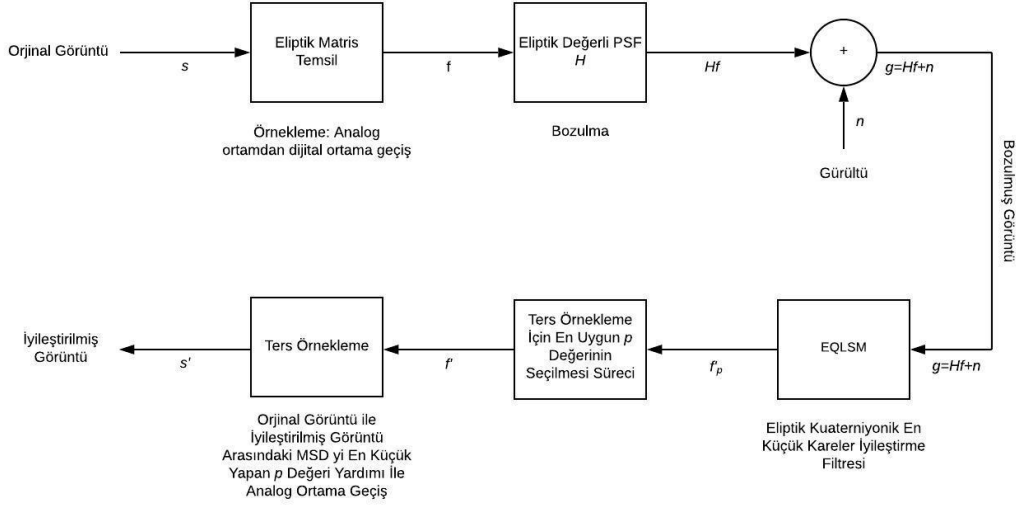 Orjinal Görüntü
s
Eliptik Matris
Temsil
f
Eliptik Değerli PSF
H
Hf
+
g=Hf+n
Örnekleme: Analog
ortamdan dijital ortama geçiş
Bozulma
n
Gürültü
Bozulmuş Görüntü
İyileştirilmiş
Görüntü
s'
Ters Örnekleme
f'
Ters Örnekleme
İçin En Uygun p
Değerinin
Seçilmesi Süreci
f'p
EQLSM
g=Hf+n
Orjinal Görüntü ile
İyileştirilmiş Görüntü
Arasındaki MSD yi En Küçük
Yapan p Değeri Yardımı İle
Analog Ortama Geçiş
Eliptik Kuaterniyonik En
Küçük Kareler İyileştirme
Filtresi